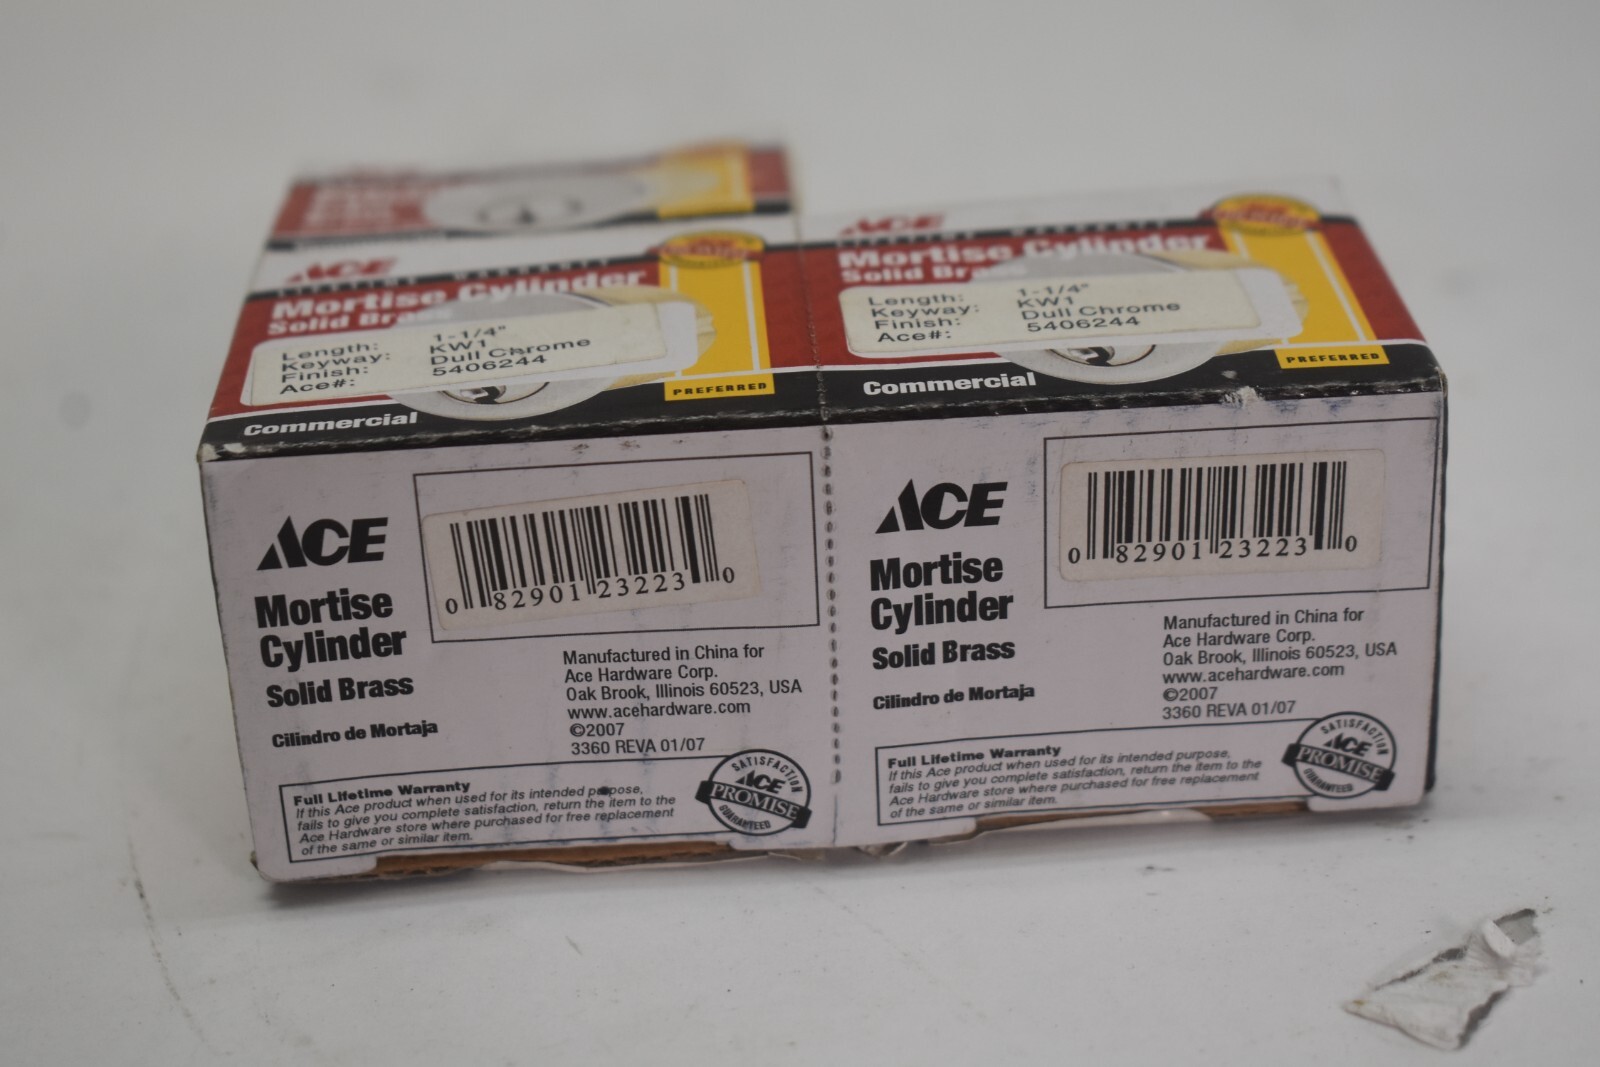 ACE
LIFETIME WARRANTY
Mortise Cylinder
Solid Brass
Length: 1-1/4"
Keyway: KW1
Finish: Dull Chrome
Ace#: 5406244
PREFERRED
Commercial
ACE
LIFETIME WARRANTY
Mortise Cylinder
Solid Brass
Length: 1-1/4"
Keyway: KW1
Finish: Dull Chrome
Ace#: 5406244
PREFERRED
Commercial
ACE
Mortise
Cylinder
Solid Brass
Cilindro de Mortaja
0 82901 23223 0
Manufactured in China for
Ace Hardware Corp.
Oak Brook, Illinois 60523, USA
www.acehardware.com
©2007
3360 REVA 01/07
Full Lifetime Warranty
If this Ace product when used for its intended purpose,
fails to give you complete satisfaction, return the item to the
Ace Hardware store where purchased for free replacement
of the same or similar item.
SATISFACTION
ACE
PROMISE
GUARANTEED
ACE
Mortise
Cylinder
Solid Brass
Cilindro de Mortaja
0 82901 23223 0
Manufactured in China for
Ace Hardware Corp.
Oak Brook, Illinois 60523, USA
www.acehardware.com
©2007
3360 REVA 01/07
Full Lifetime Warranty
If this Ace product when used for its intended purpose,
fails to give you complete satisfaction, return the item to the
Ace Hardware store where purchased for free replacement
of the same or similar item.
SATISFACTION
ACE
PROMISE
GUARANTEED